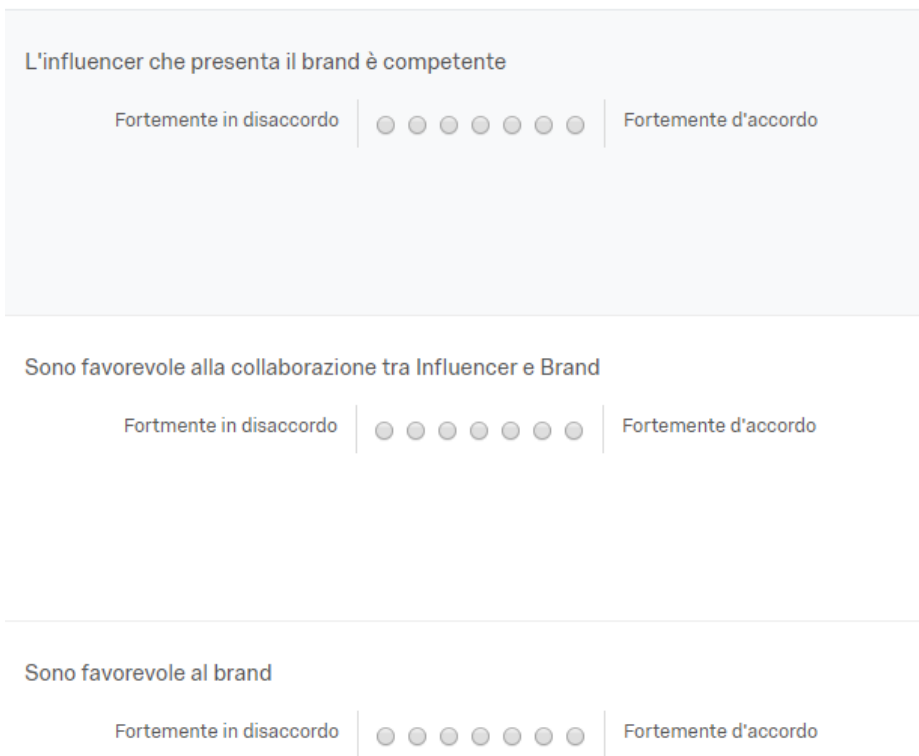 L'influencer che presenta il brand è competente
Fortemente in disaccordo Fortemente d'accordo
Sono favorevole alla collaborazione tra Influencer e Brand
Fortmente in disaccordo Fortemente d'accordo
Sono favorevole al brand
Fortemente in disaccordo Fortemente d'accordo